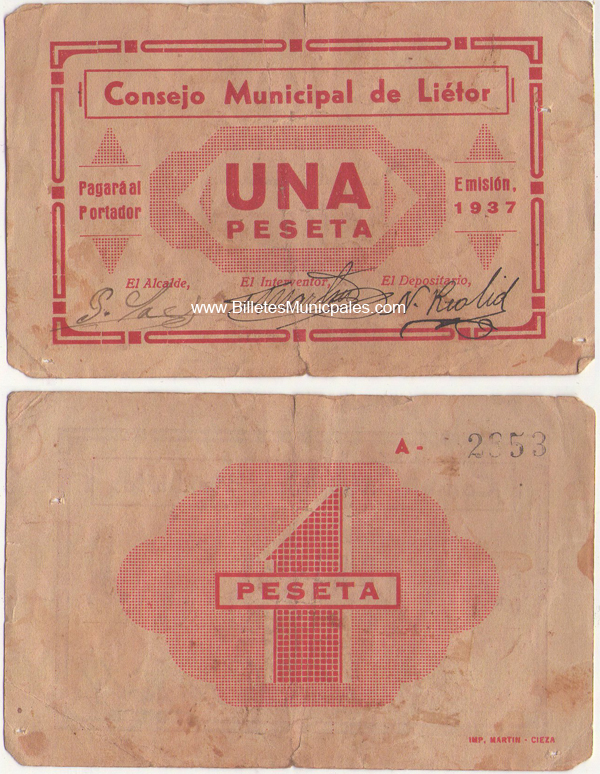 Consejo Municipal de Liétor
Pagará al
Portador
UNA
PESETA
Emisión,
1937
El Alcalde, El Interventor, El Depositario,
www.BilletesMunicipales.com
A - 2853
PESETA
IMP. MARTIN - CIEZA